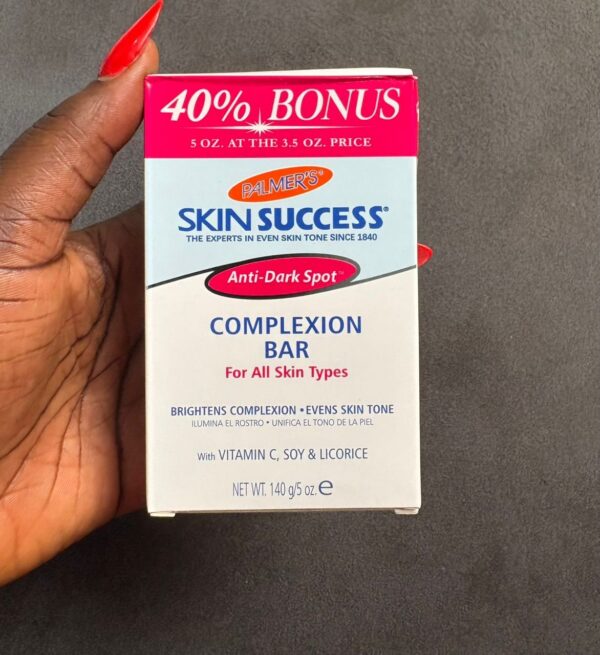 40% BONUS
5 OZ. AT THE 3.5 OZ. PRICE
PALMER'S®
SKIN SUCCESS®
THE EXPERTS IN EVEN SKIN TONE SINCE 1840
Anti-Dark Spot™
COMPLEXION
BAR
For All Skin Types
BRIGHTENS COMPLEXION • EVENS SKIN TONE
ILUMINA EL ROSTRO • UNIFICA EL TONO DE LA PIEL
With VITAMIN C, SOY & LICORICE
NET WT. 140 g/5 oz. ℮